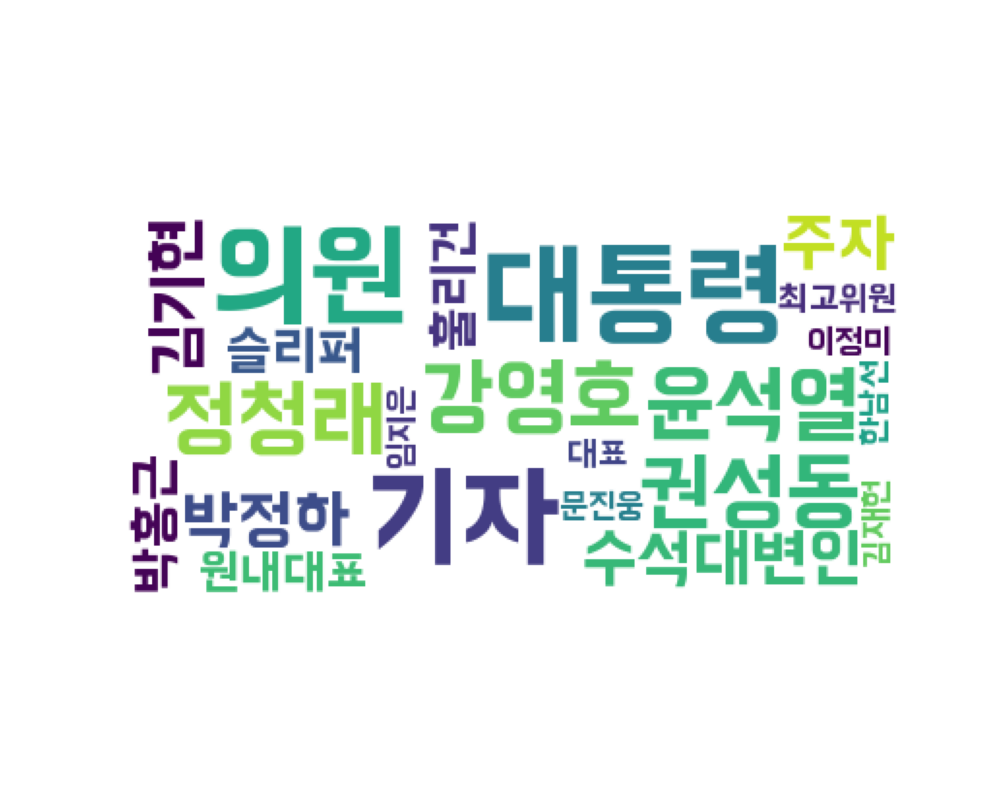 김기현
의원
훌리건
대통령
주자
최고위원
이정미
슬리퍼
정청래
임지은
강영호
윤석열
한남선
대표
박홍근
박정하
기자
문진웅
권성동
김재헌
원내대표
수석대변인